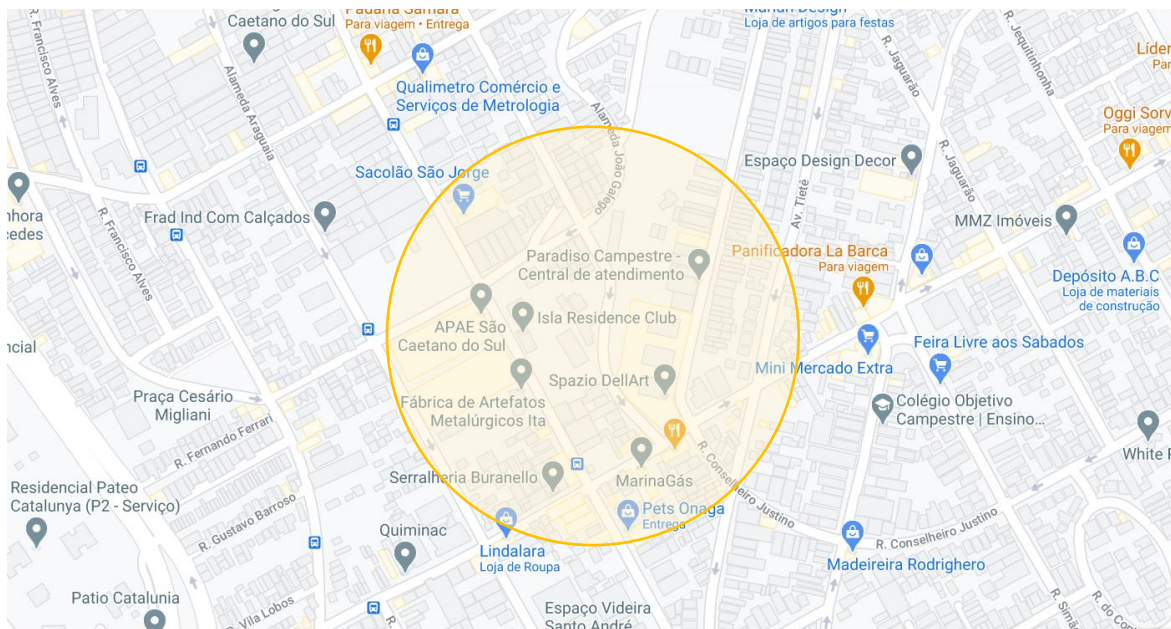 Caetano do Sul
R. Francisco Alves
Padaria Samara
Para viagem • Entrega
Loja de artigos para festas
R. Jaguarão
R. Jequitinhonha
Alameda Araguaia
Qualimetro Comércio e
Serviços de Metrologia
Alameda João Galego
Oggi Sorv
Para viagem
Sacolão São Jorge
Espaço Design Decor
R. Jaguarão
Av. Tietê
nhora
cedes
Frad Ind Com Calçados
R. Francisco Alves
MMZ Imóveis
Paradiso Campestre -
Central de atendimento
Panificadora La Barca
Para viagem
Depósito A.B.C
Loja de materiais
de construção
APAE São
Caetano do Sul
Isla Residence Club
ncial
Feira Livre aos Sabados
Mini Mercado Extra
Spazio DellArt
Praça Cesário
Migliani
Fábrica de Artefatos
Metalúrgicos Ita
Colégio Objetivo
Campestre | Ensino...
R. Fernando Ferrari
White
Serralheria Buranello
MarinaGás
R. Conselheiro Justino
Residencial Pateo
Catalunya (P2 - Serviço)
R. Gustavo Barroso
Pets Onaga
Entrega
Quiminac
Lindalara
Loja de Roupa
R. Conselheiro Justino
Madeireira Rodrighero
Patio Catalunia
R. Vila Lobos
Espaço Videira
Santo André